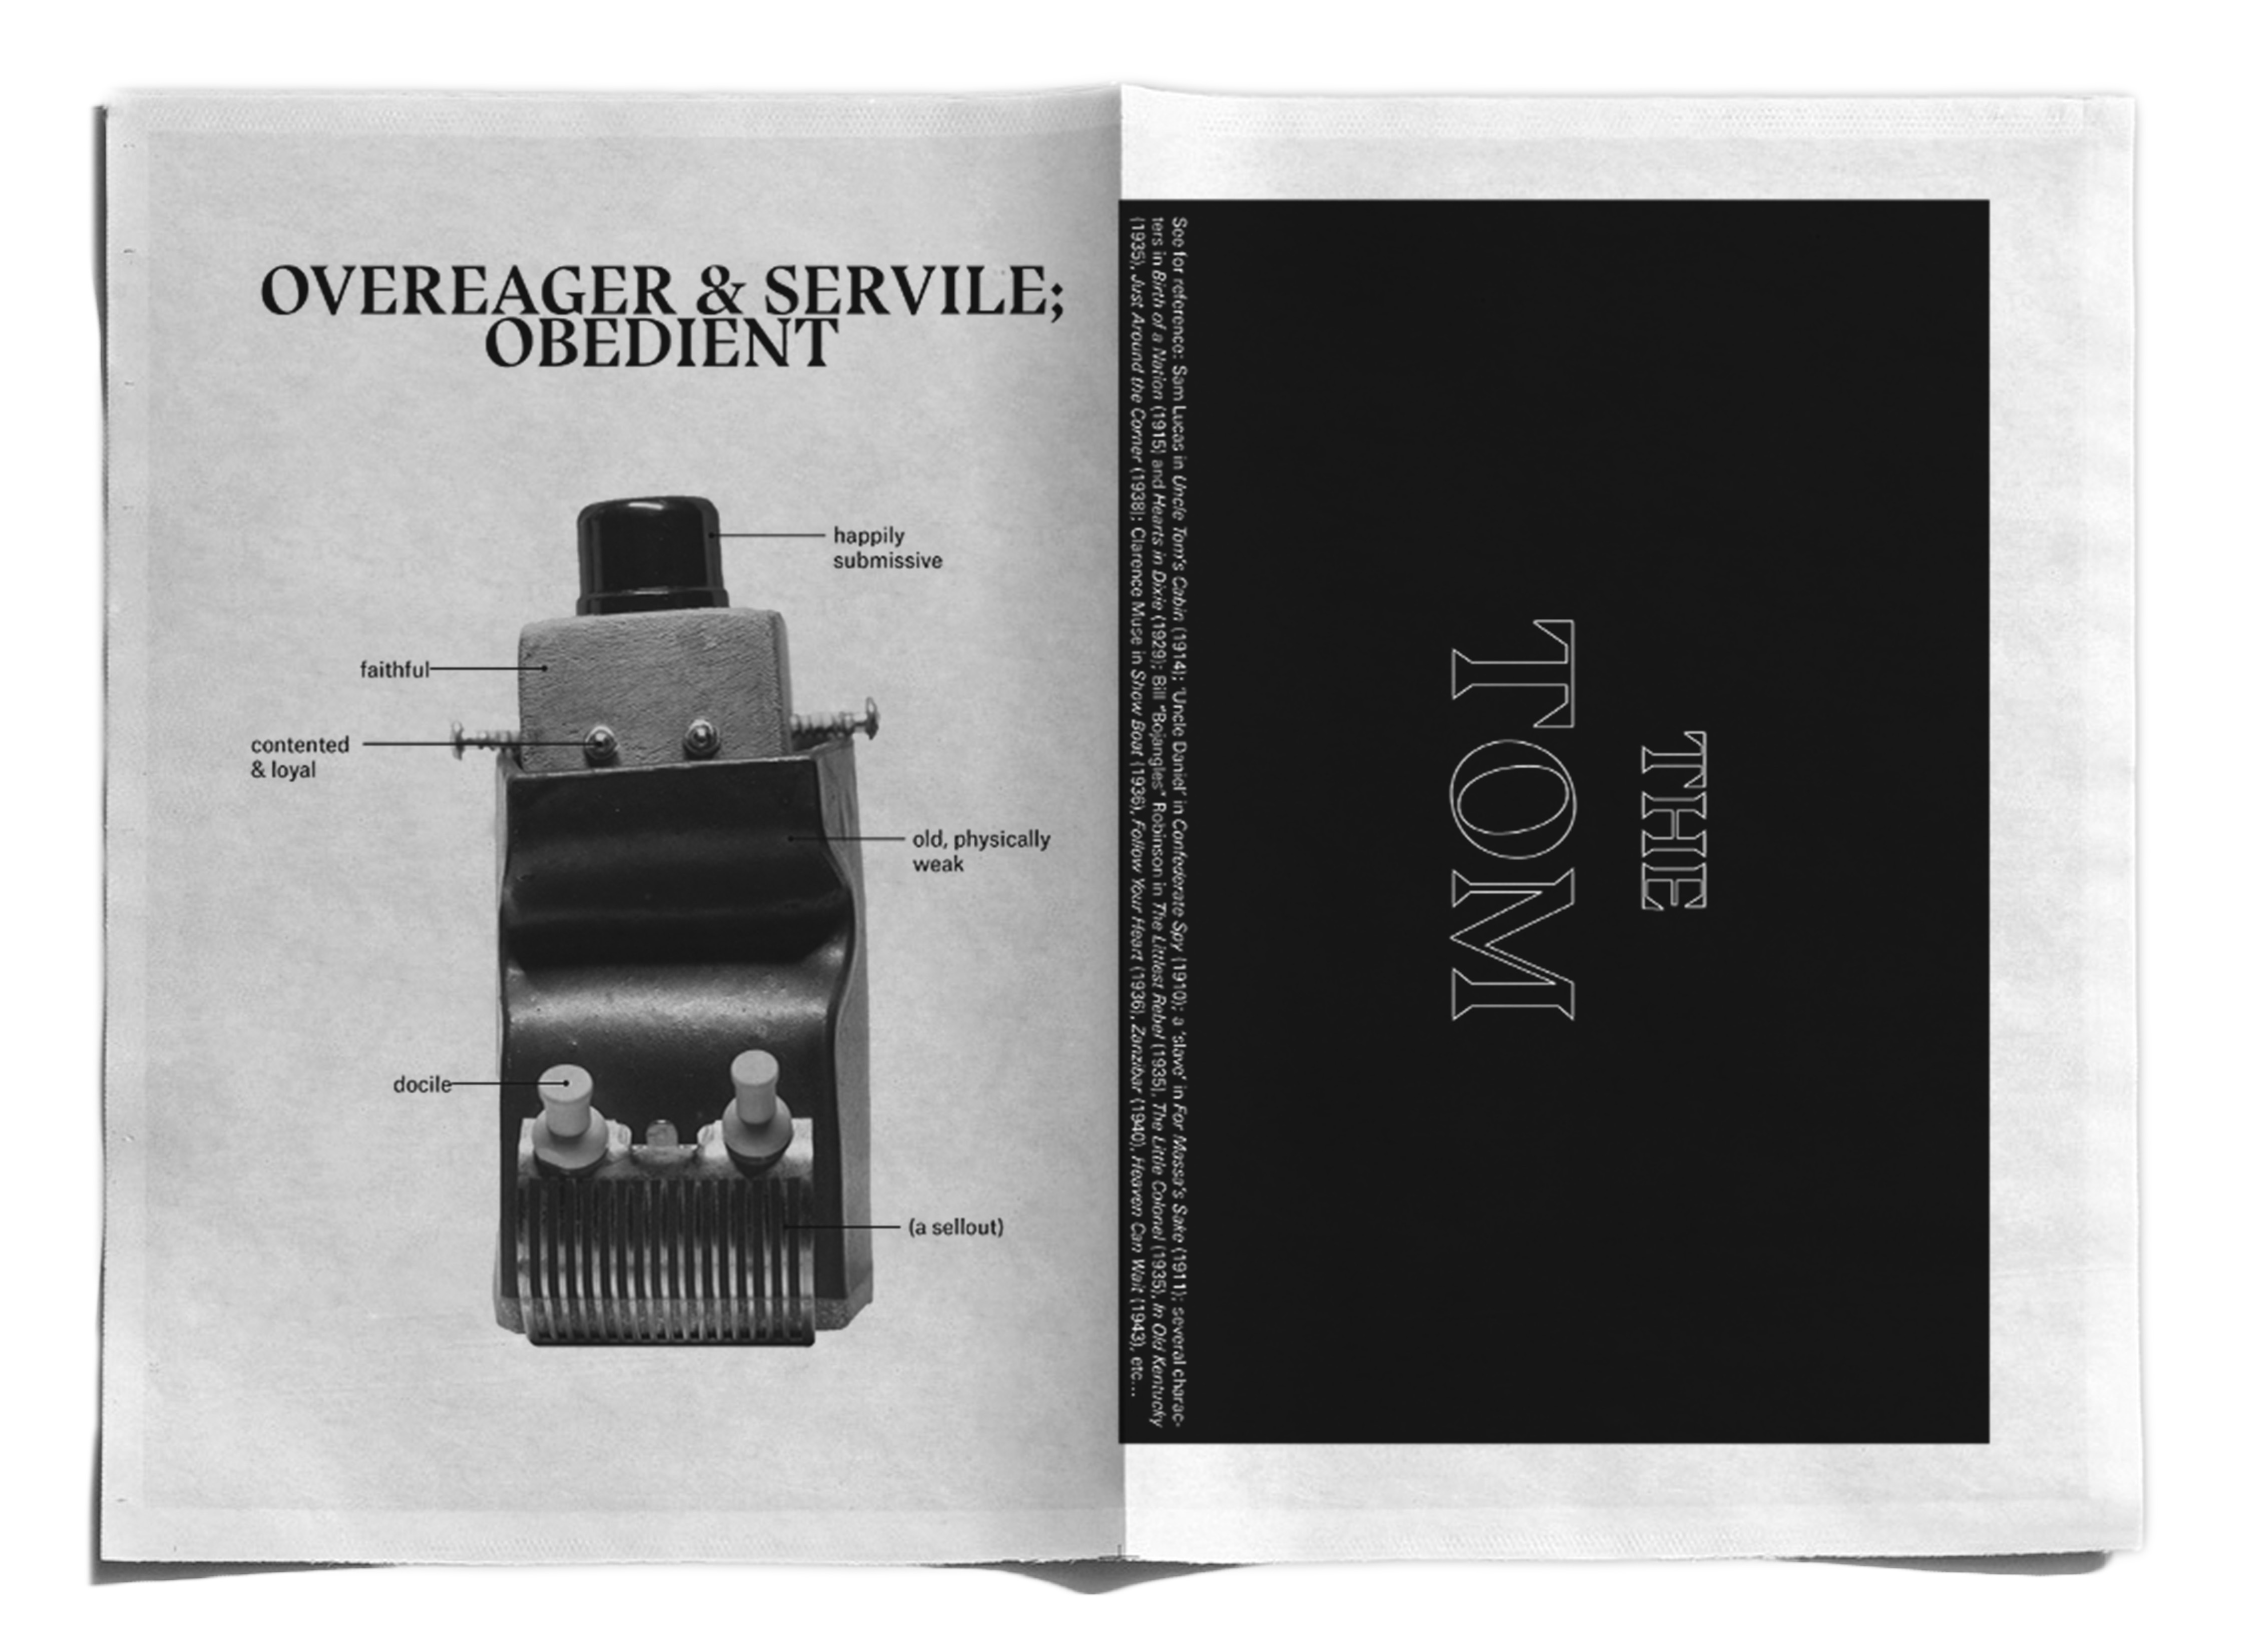 OVEREAGER & SERVILE;
OBEDIENT
happily
submissive
faithful
contented
& loyal
old, physically
weak
docile
(a sellout)
THE
TOM
See for reference: Sam Lucas in Uncle Tom's Cabin (1914); 'Uncle Daniel' in Confederate Spy (1910); a 'slave' in For Massa's Sake (1911); several charac-
ters in Birth of a Nation (1915) and Hearts in Dixie (1929); Bill "Bojangles" Robinson in The Littlest Rebel (1935), The Little Colonel (1935), In Old Kentucky
(1935), Just Around the Corner (1938); Clarence Muse in Show Boat (1936), Follow Your Heart (1936), Zanzibar (1940), Heaven Can Wait (1943), etc...